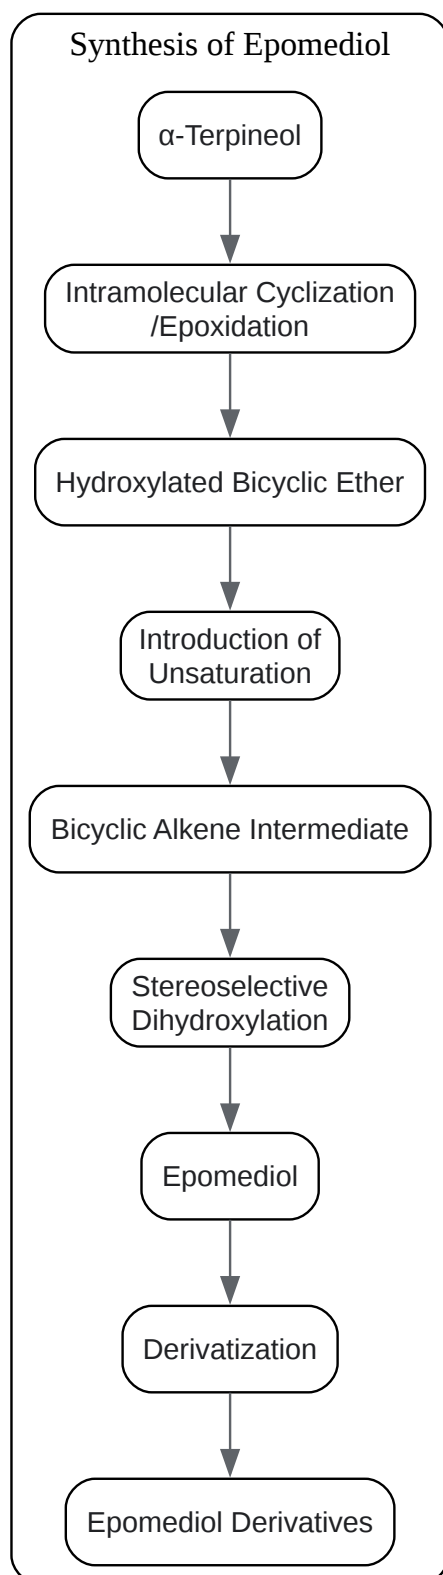 Synthesis of Epomediol
α-Terpineol
Intramolecular Cyclization
/Epoxidation
Hydroxylated Bicyclic Ether
Introduction of
Unsaturation
Bicyclic Alkene Intermediate
Stereoselective
Dihydroxylation
Epomediol
Derivatization
Epomediol Derivatives